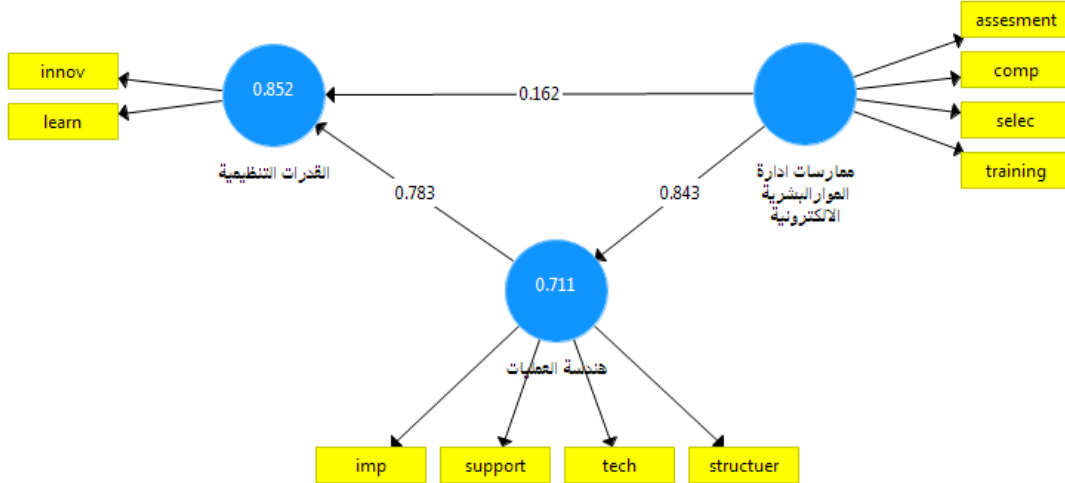 assesment
innov
comp
0.852
0.162
learn
selec
training
القدرات التنظيمية
ممارسات ادارة
الموارالبشرية
الالكترونية
0.783
0.843
0.711
هندسة العمليات
imp
support
tech
structuer